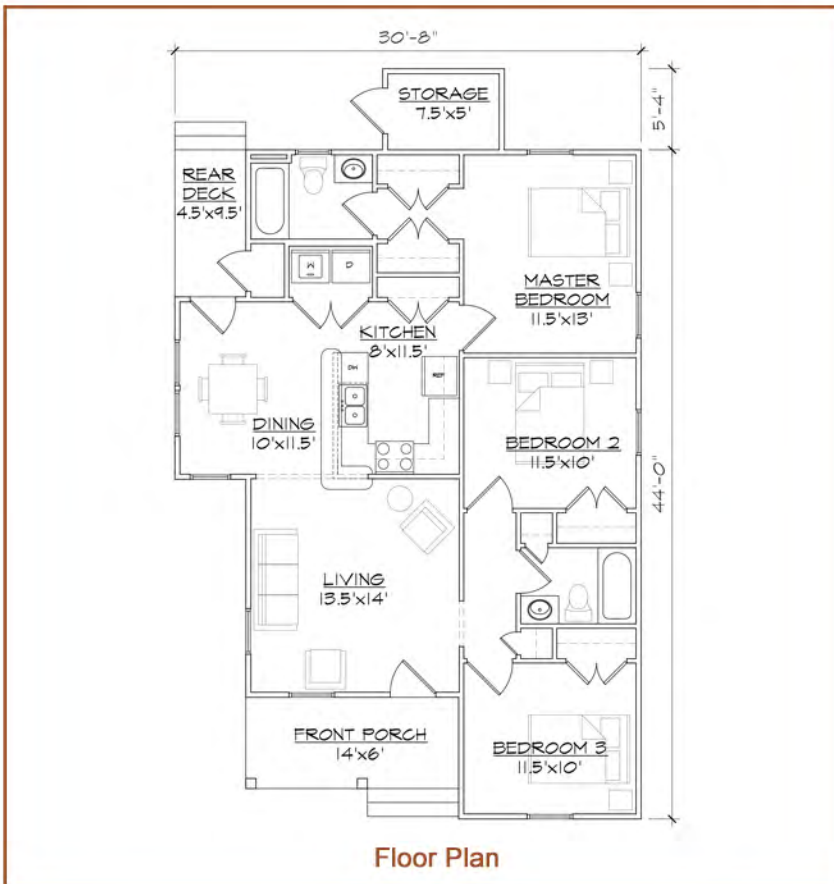 30'-8"
STORAGE
7.5'x5'
5'-4"
REAR
DECK
4.5'x9.5'
W
D
MASTER
BEDROOM
11.5'x13'
KITCHEN
8'x11.5'
DW
REF
DINING
10'x11.5'
BEDROOM 2
11.5'x10'
44'-0"
LIVING
13.5'x14'
FRONT PORCH
14'x6'
BEDROOM 3
11.5'x10'
Floor Plan